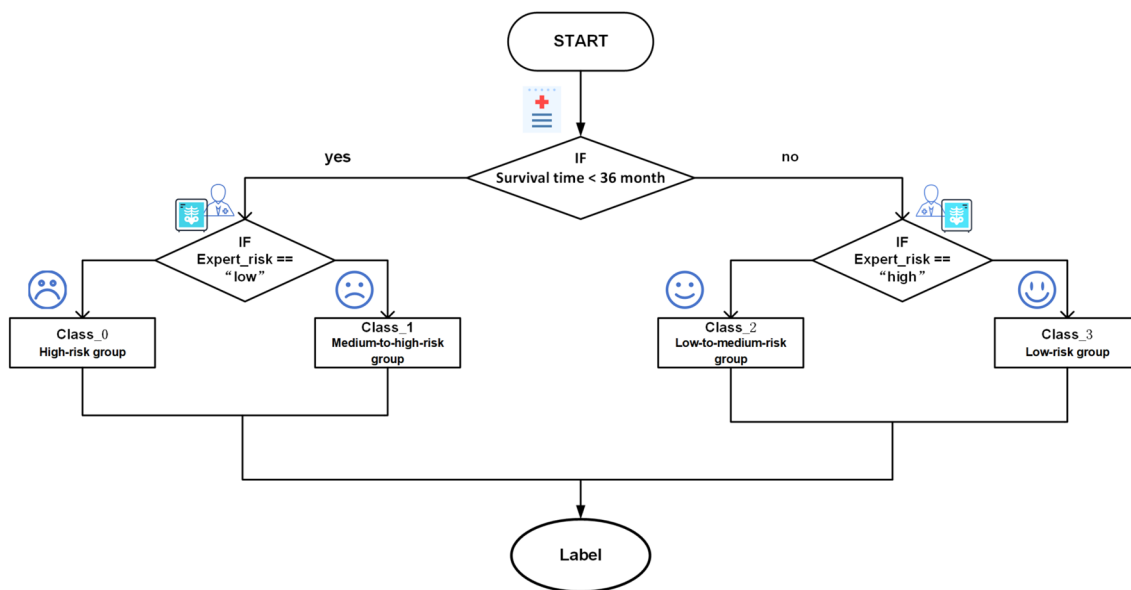 START
IF
Survival time < 36 month
yes
no
IF
Expert_risk ==
“low”
IF
Expert_risk ==
“high”
Class_0
High-risk group
Class_1
Medium-to-high-risk
group
Class_2
Low-to-medium-risk
group
Class_3
Low-risk group
Label